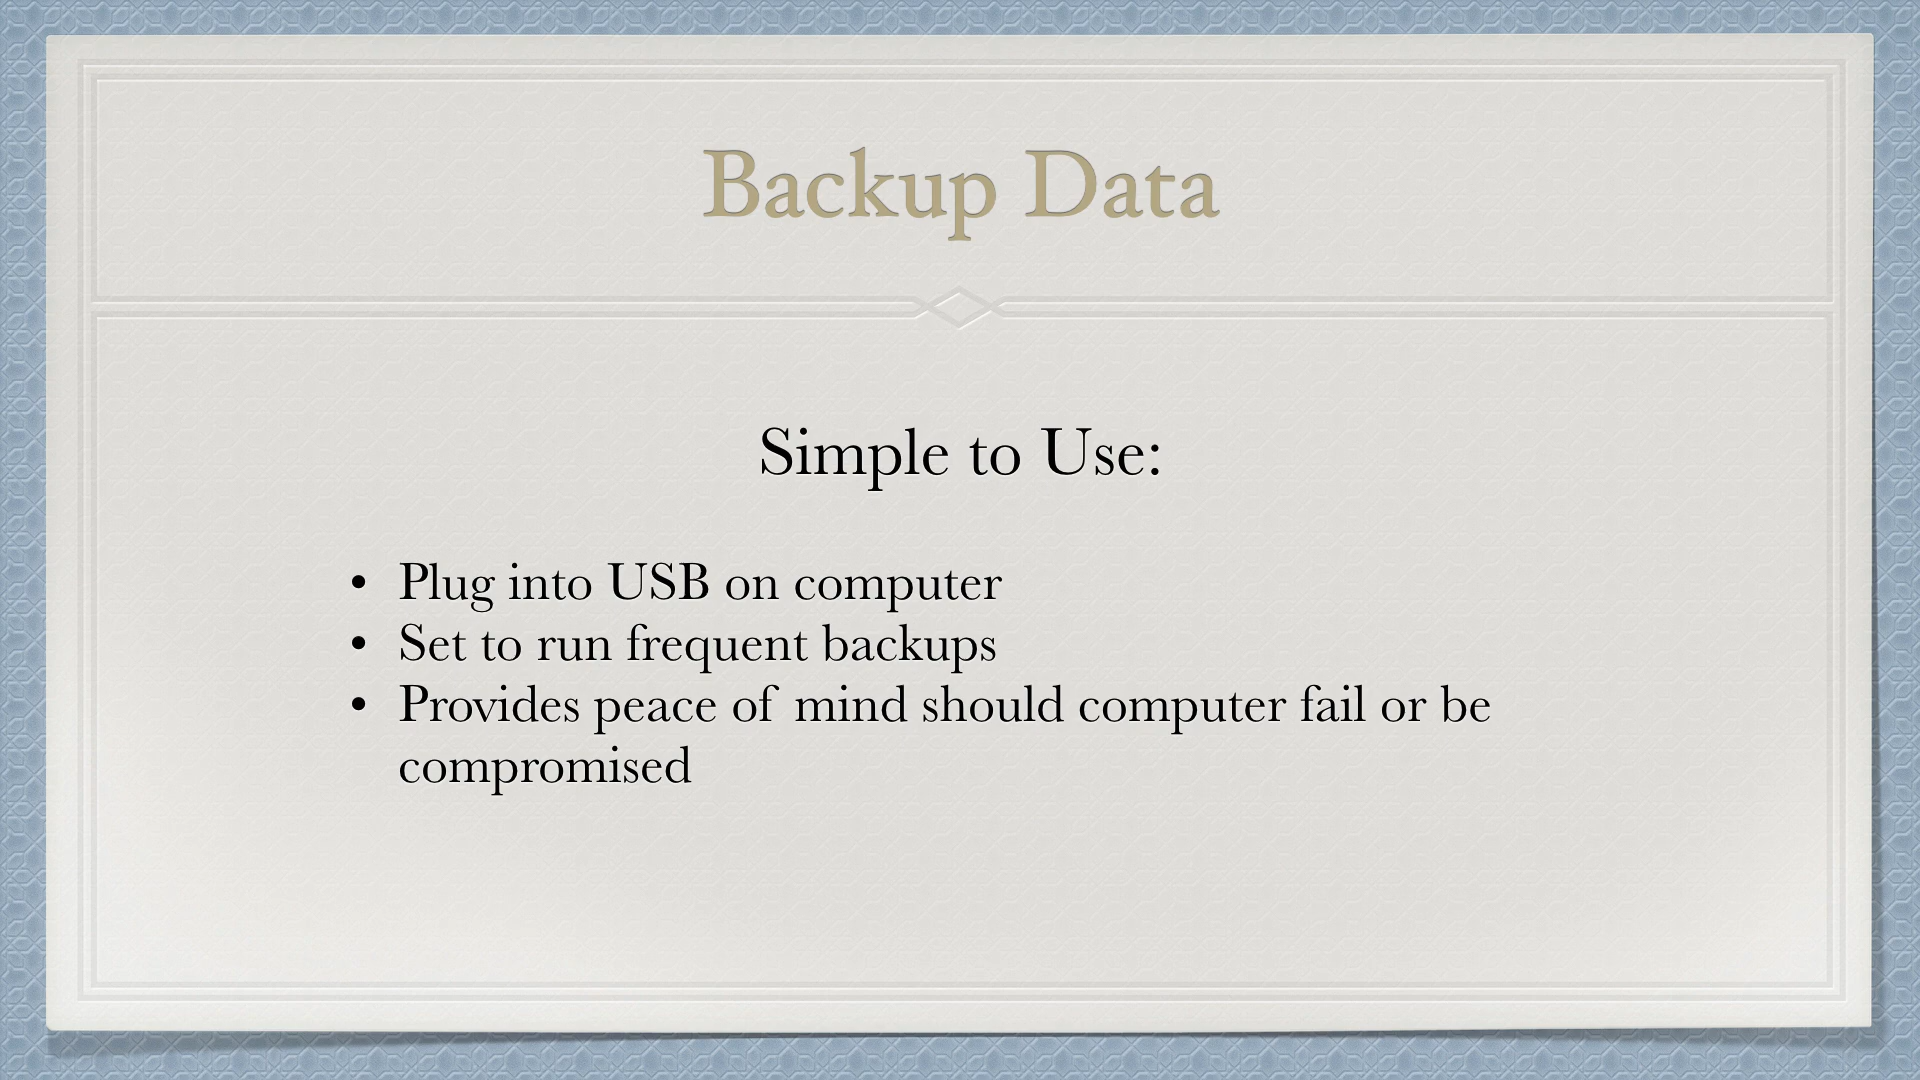 Backup Data
Simple to Use:
• Plug into USB on computer
• Set to run frequent backups
• Provides peace of mind should computer fail or be
compromised